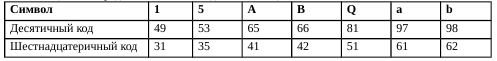 Символ 1 5 A B Q a b
Десятичный код 49 53 65 66 81 97 98
Шестнадцатеричный код 31 35 41 42 51 61 62